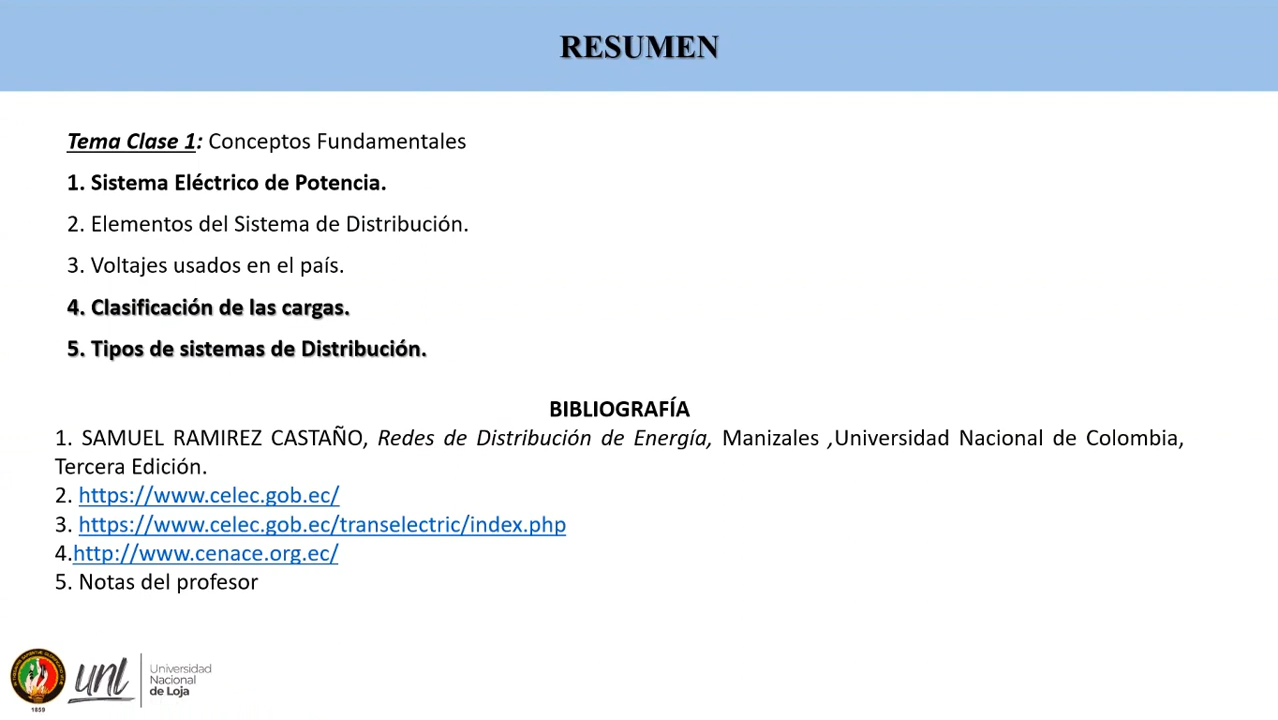 RESUMEN
Tema Clase 1: Conceptos Fundamentales
1. Sistema Eléctrico de Potencia.
2. Elementos del Sistema de Distribución.
3. Voltajes usados en el país.
4. Clasificación de las cargas.
5. Tipos de sistemas de Distribución.
BIBLIOGRAFÍA
1. SAMUEL RAMIREZ CASTAÑO, Redes de Distribución de Energía, Manizales ,Universidad Nacional de Colombia,
Tercera Edición.
2. https://www.celec.gob.ec/
3. https://www.celec.gob.ec/transelectric/index.php
4.http://www.cenace.org.ec/
5. Notas del profesor
1859
unl
Universidad
Nacional
de Loja